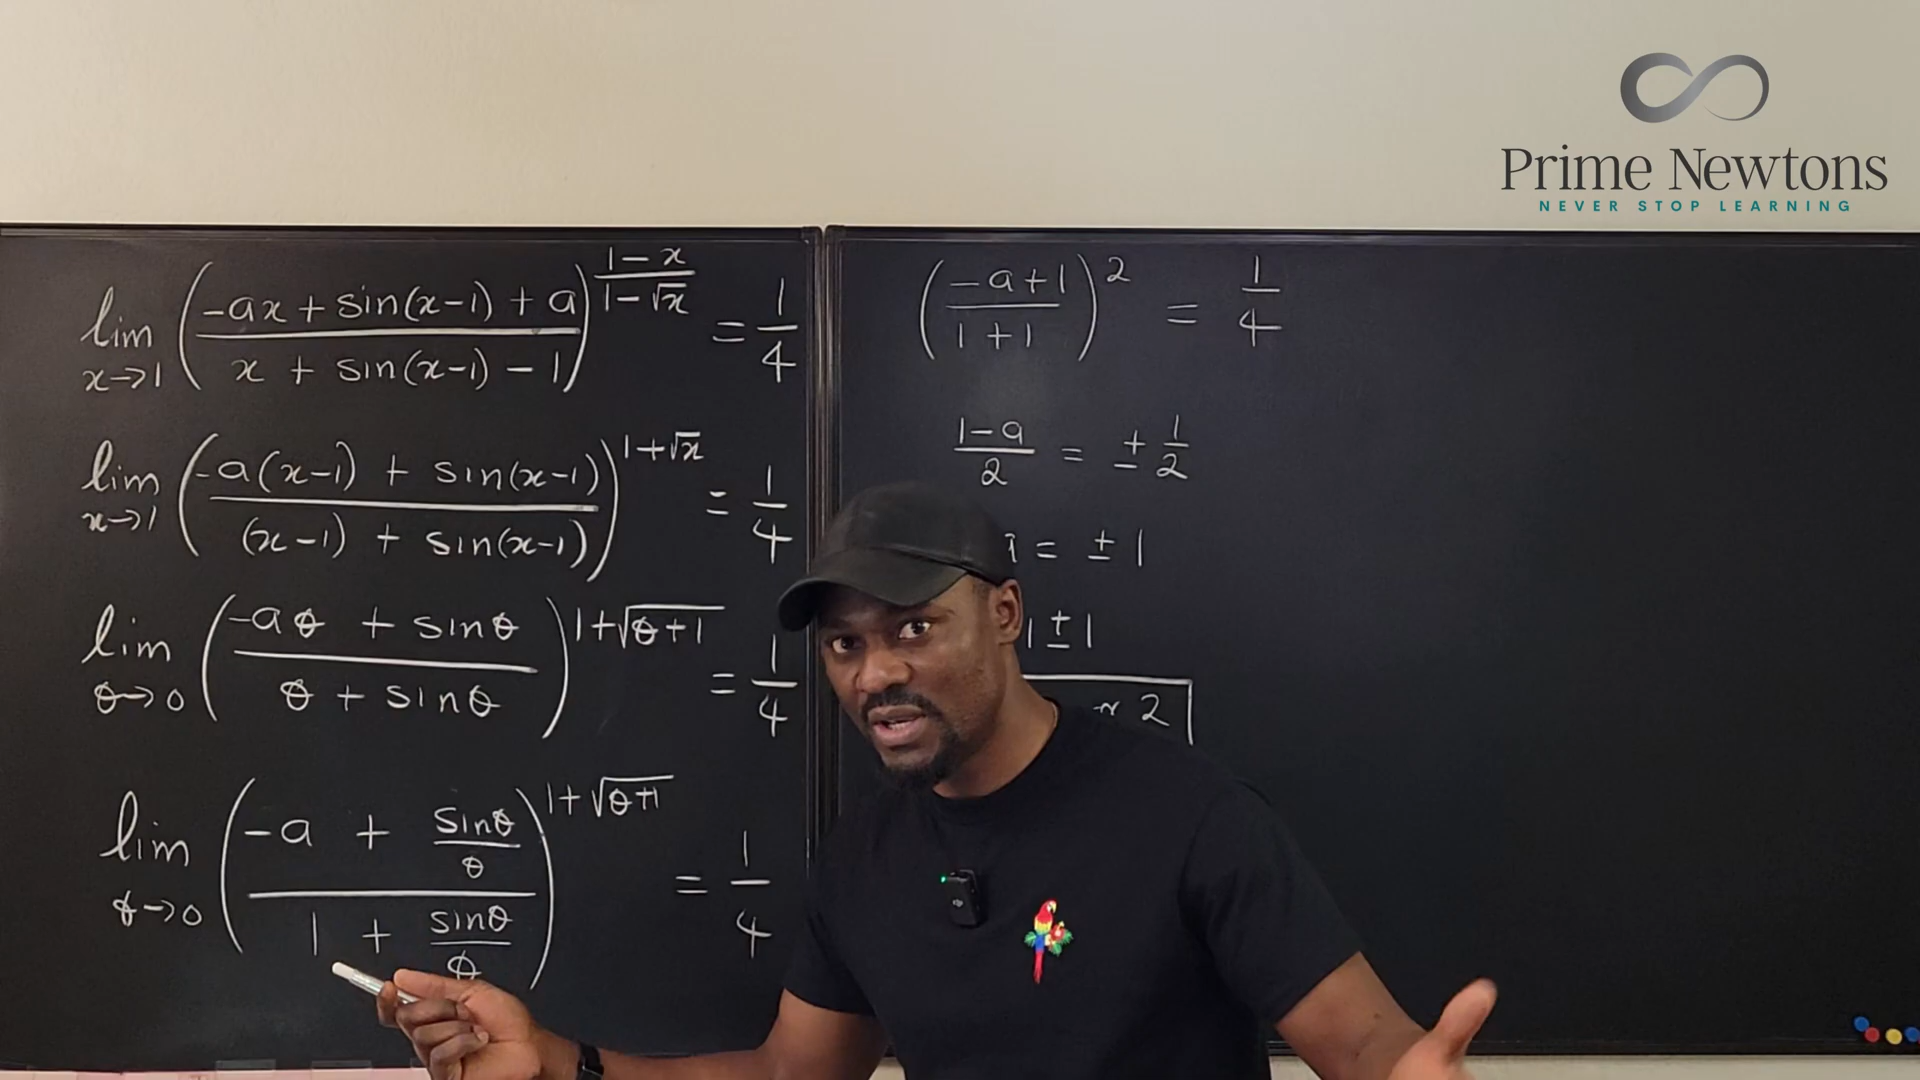 Prime Newtons
NEVER STOP LEARNING
lim x→1 ((-ax + sin(x-1) + a)/(x + sin(x-1) - 1))^((1-x)/(1-√x)) = 1/4
lim x→1 ((-a(x-1) + sin(x-1))/((x-1) + sin(x-1)))^(1+√x) = 1/4
lim θ→0 ((-aθ + sinθ)/(θ + sinθ))^(1+√(θ+1)) = 1/4
lim θ→0 ((-a + sinθ/θ)/(1 + sinθ/θ))^(1+√(θ+1)) = 1/4
((-a+1)/(1+1))^2 = 1/4
(1-a)/2 = ± 1/2
= ± 1
1 ± 1
2